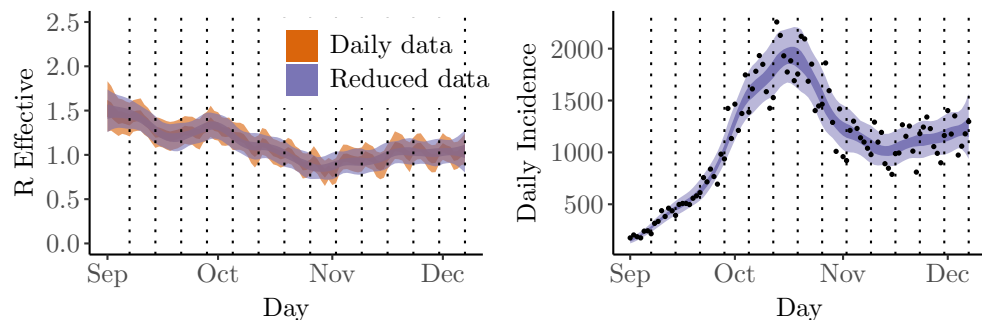 R Effective
2.5
2.0
1.5
1.0
0.5
0.0
Sep
Oct
Nov
Dec
Day
Daily data
Reduced data
Daily Incidence
2000
1500
1000
500
Sep
Oct
Nov
Dec
Day